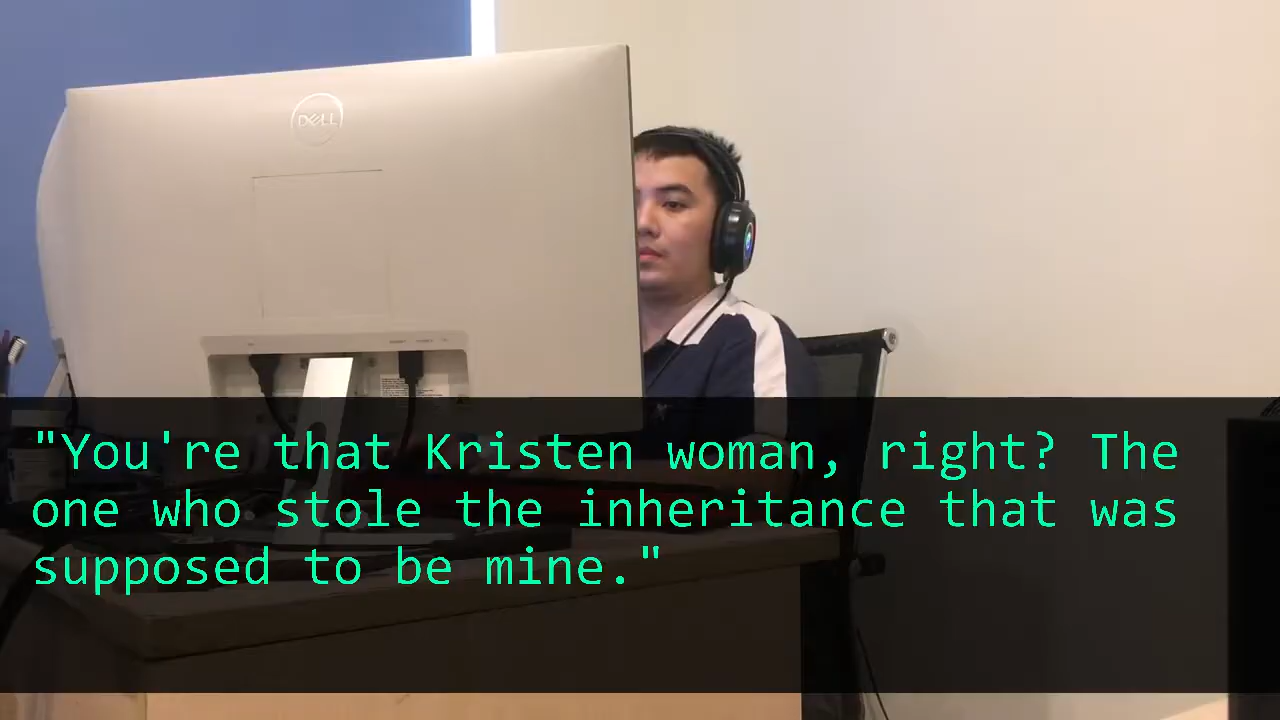 DELL
"You're that Kristen woman, right? The
one who stole the inheritance that was
supposed to be mine."